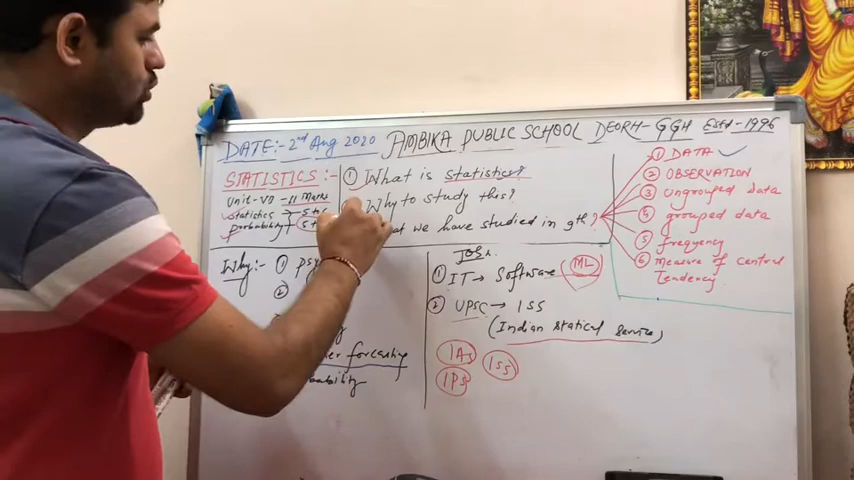 DATE:- 2nd Aug 2020 AMBIKA PUBLIC SCHOOL DEORH-GGH Estd-1996
STATISTICS:-
Unit-VII-11 Marks
Statistics
probability
① What is statistics?
Why to study this?
we have studied in 9th?
① DATA
② OBSERVATION
③ Ungrouped data
④ grouped data
⑤ frequency
⑥ Measure of central
Tendency
Why:- ①
②
forcasting
JOBS.
① IT → Software ML
② UPSC → ISS
(Indian statical service)
IAS ISS
IPS